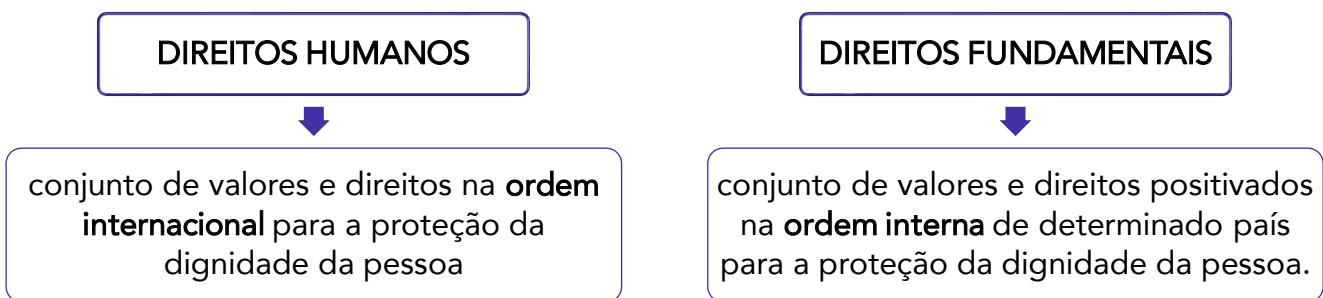 DIREITOS HUMANOS
conjunto de valores e direitos na ordem
internacional para a proteção da
dignidade da pessoa
DIREITOS FUNDAMENTAIS
conjunto de valores e direitos positivados
na ordem interna de determinado país
para a proteção da dignidade da pessoa.